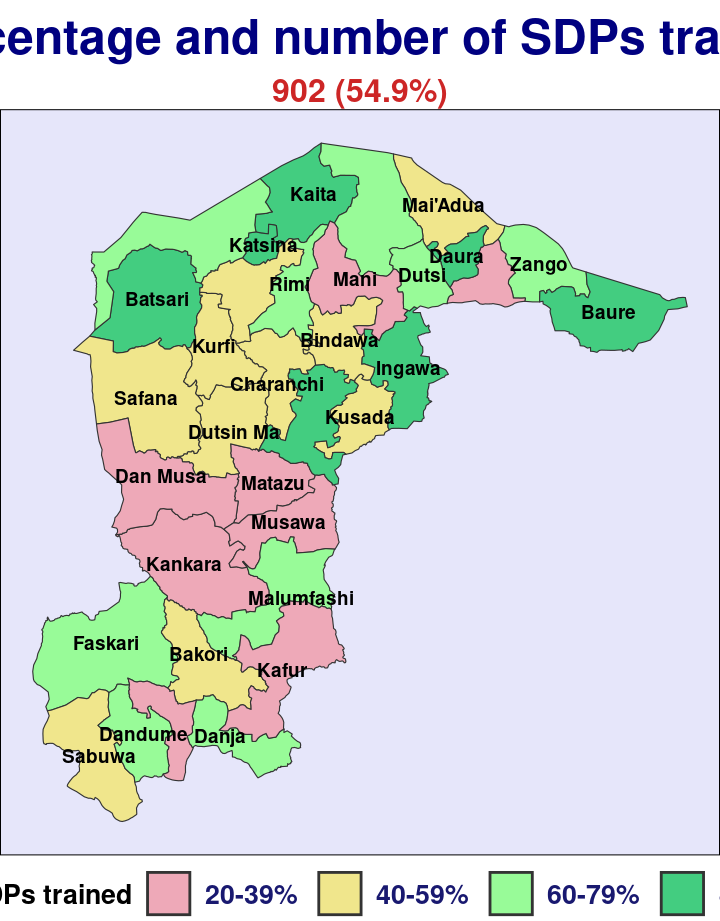 centage and number of SDPs tra
902 (54.9%)
Kaita
Mai'Adua
Katsina
Daura
Zango
Rimi
Mani
Dutsi
Batsari
Baure
Kurfi
Bindawa
Ingawa
Charanchi
Safana
Kusada
Dutsin Ma
Dan Musa
Matazu
Musawa
Kankara
Malumfashi
Faskari
Bakori
Kafur
Dandume
Danja
Sabuwa
DPs trained 20-39% 40-59% 60-79%